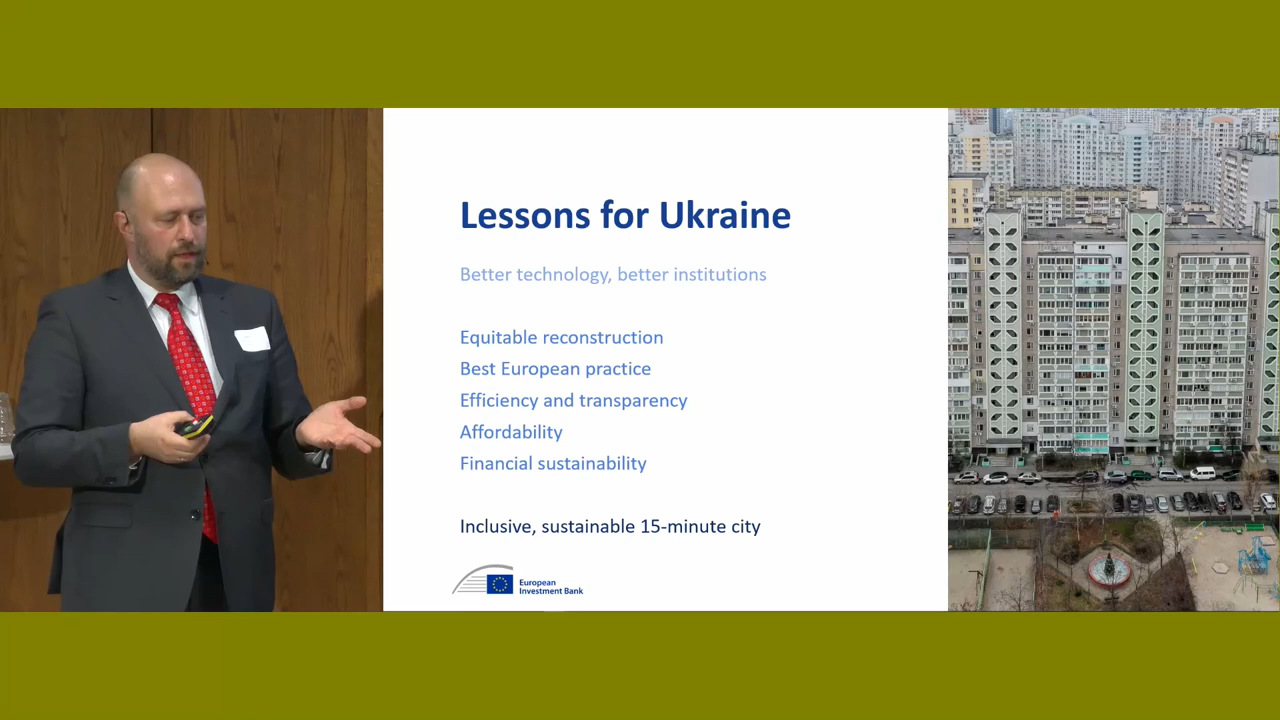 Lessons for Ukraine
Better technology, better institutions
Equitable reconstruction
Best European practice
Efficiency and transparency
Affordability
Financial sustainability
Inclusive, sustainable 15-minute city
European
Investment Bank